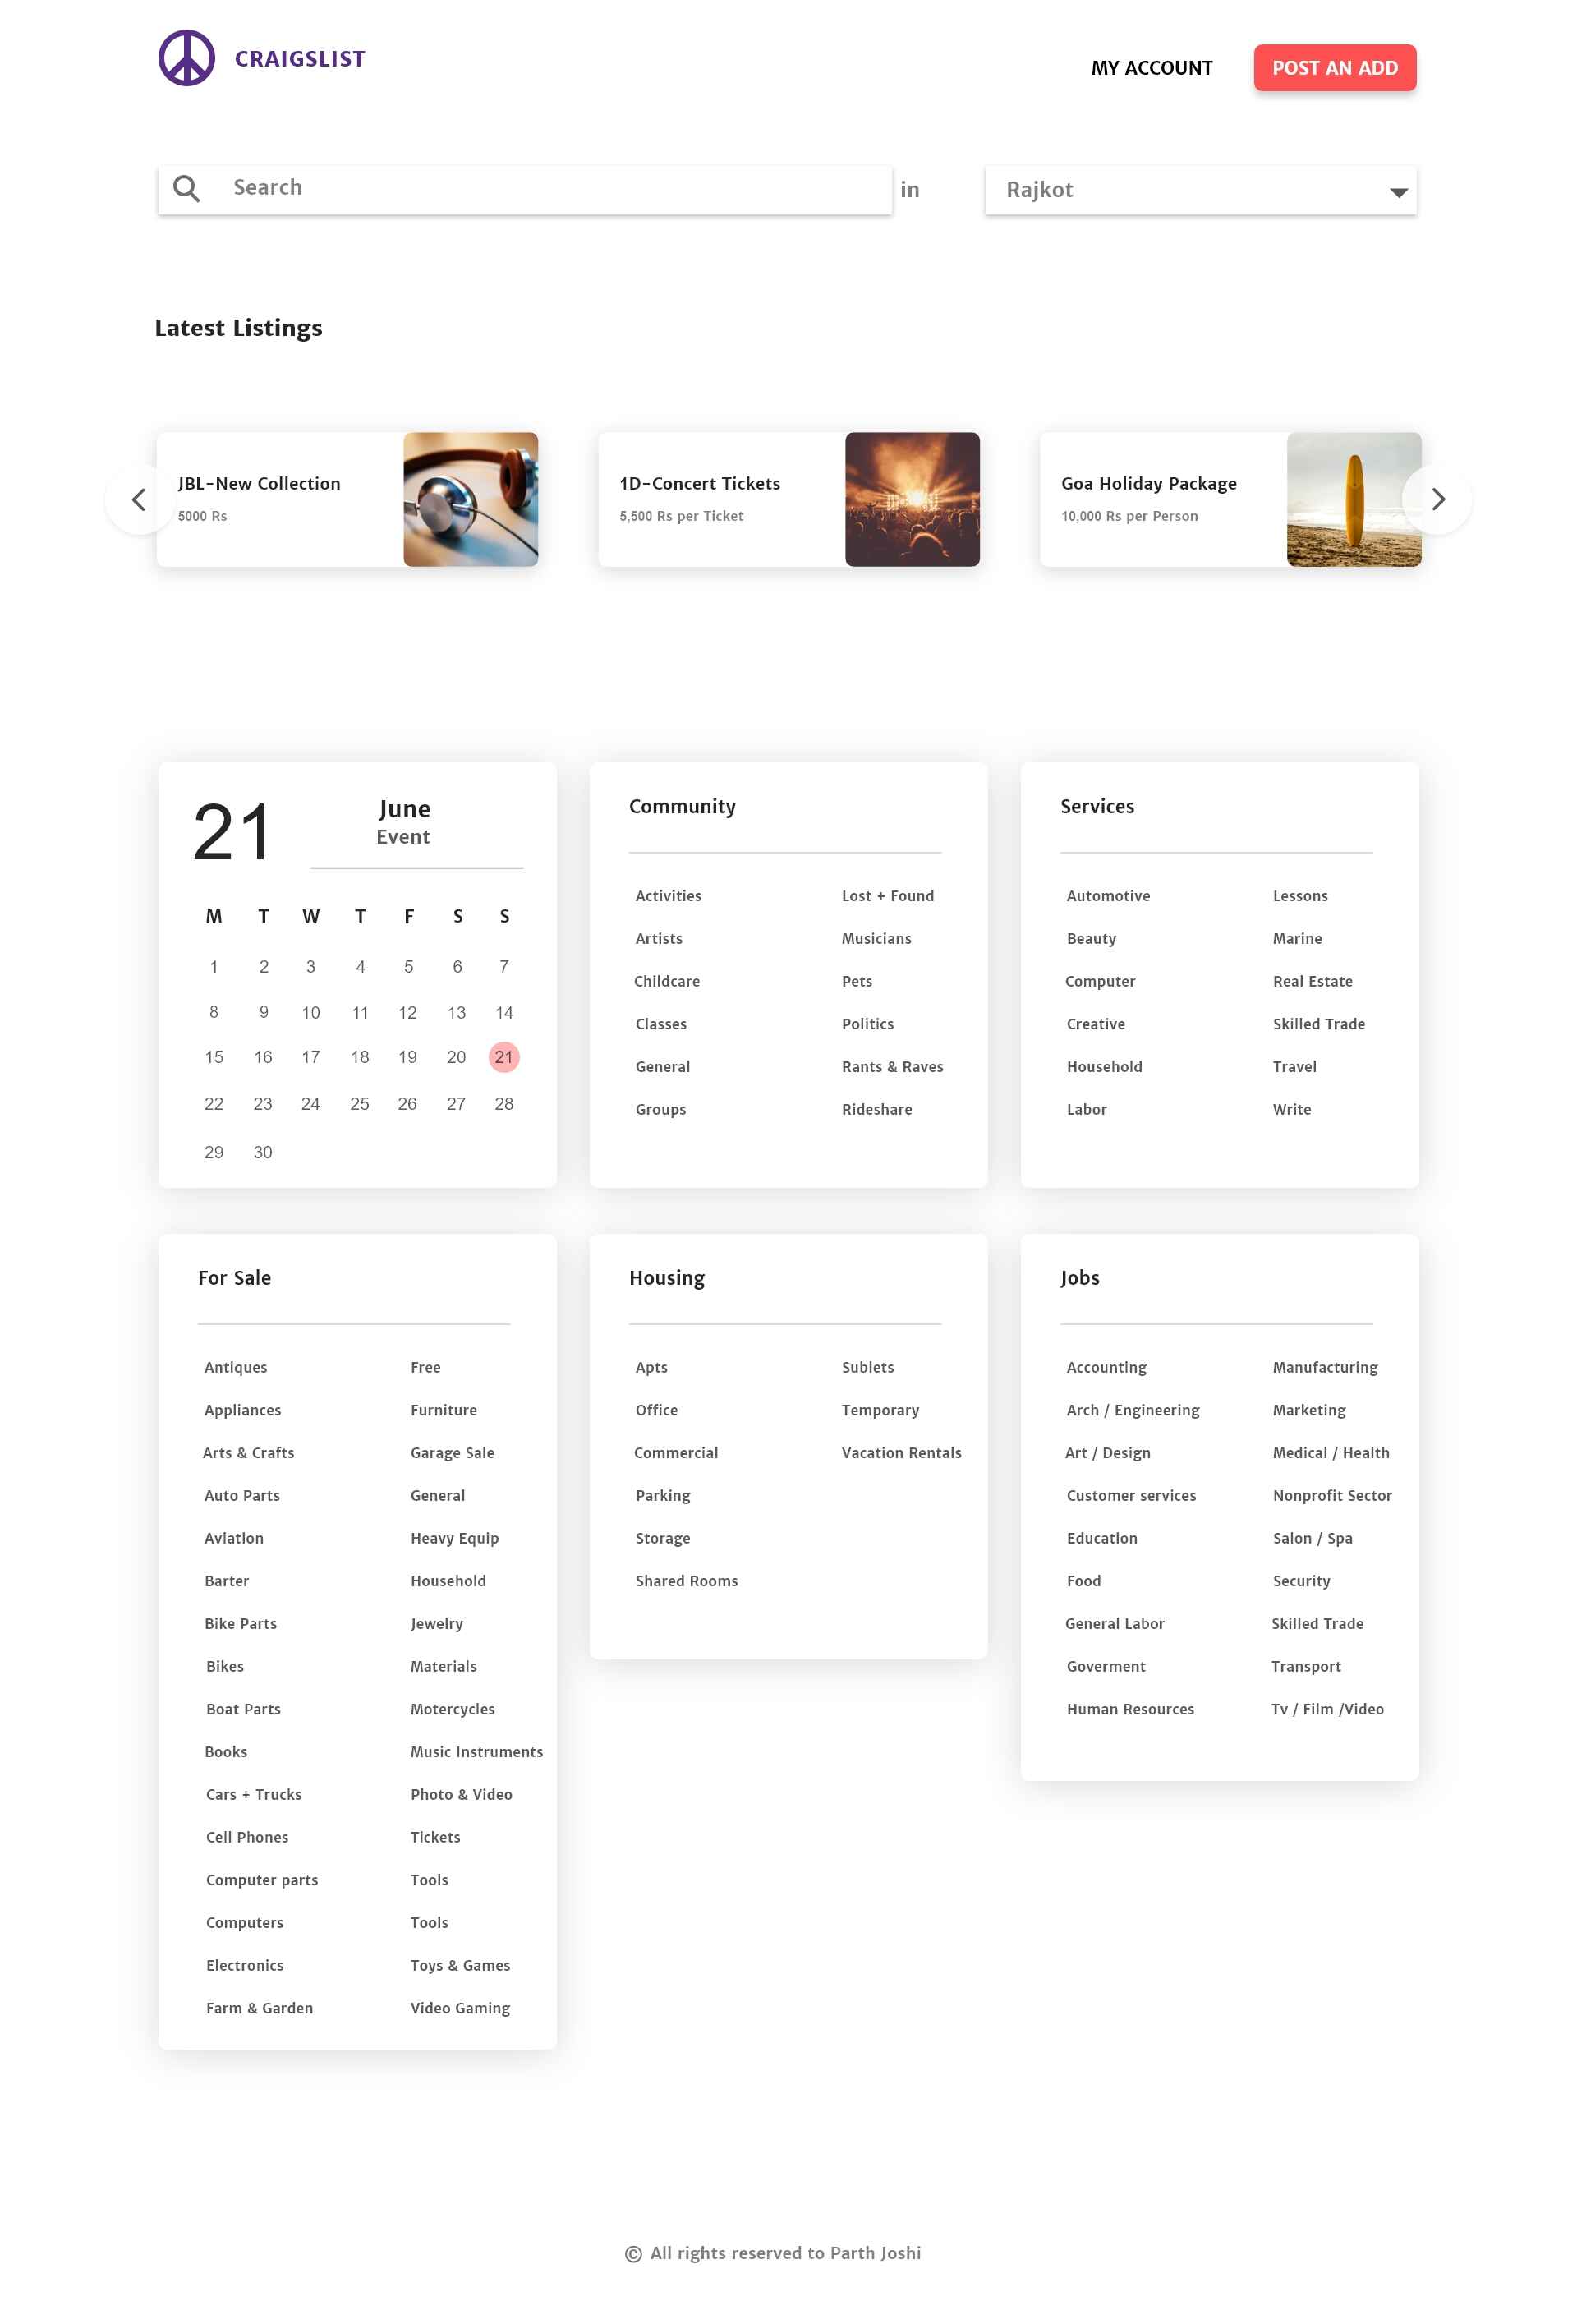 CRAIGSLIST
MY ACCOUNT
POST AN ADD
Search
in
Rajkot
Latest Listings
JBL-New Collection
5000 Rs
1D-Concert Tickets
5,500 Rs per Ticket
Goa Holiday Package
10,000 Rs per Person
21
June
Event
M T W T F S S
1 2 3 4 5 6 7
8 9 10 11 12 13 14
15 16 17 18 19 20 21
22 23 24 25 26 27 28
29 30
Community
Activities
Artists
Childcare
Classes
General
Groups
Lost + Found
Musicians
Pets
Politics
Rants & Raves
Rideshare
Services
Automotive
Beauty
Computer
Creative
Household
Labor
Lessons
Marine
Real Estate
Skilled Trade
Travel
Write
For Sale
Antiques
Appliances
Arts & Crafts
Auto Parts
Aviation
Barter
Bike Parts
Bikes
Boat Parts
Books
Cars + Trucks
Cell Phones
Computer parts
Computers
Electronics
Farm & Garden
Free
Furniture
Garage Sale
General
Heavy Equip
Household
Jewelry
Materials
Motercycles
Music Instruments
Photo & Video
Tickets
Tools
Tools
Toys & Games
Video Gaming
Housing
Apts
Office
Commercial
Parking
Storage
Shared Rooms
Sublets
Temporary
Vacation Rentals
Jobs
Accounting
Arch / Engineering
Art / Design
Customer services
Education
Food
General Labor
Goverment
Human Resources
Manufacturing
Marketing
Medical / Health
Nonprofit Sector
Salon / Spa
Security
Skilled Trade
Transport
Tv / Film /Video
© All rights reserved to Parth Joshi